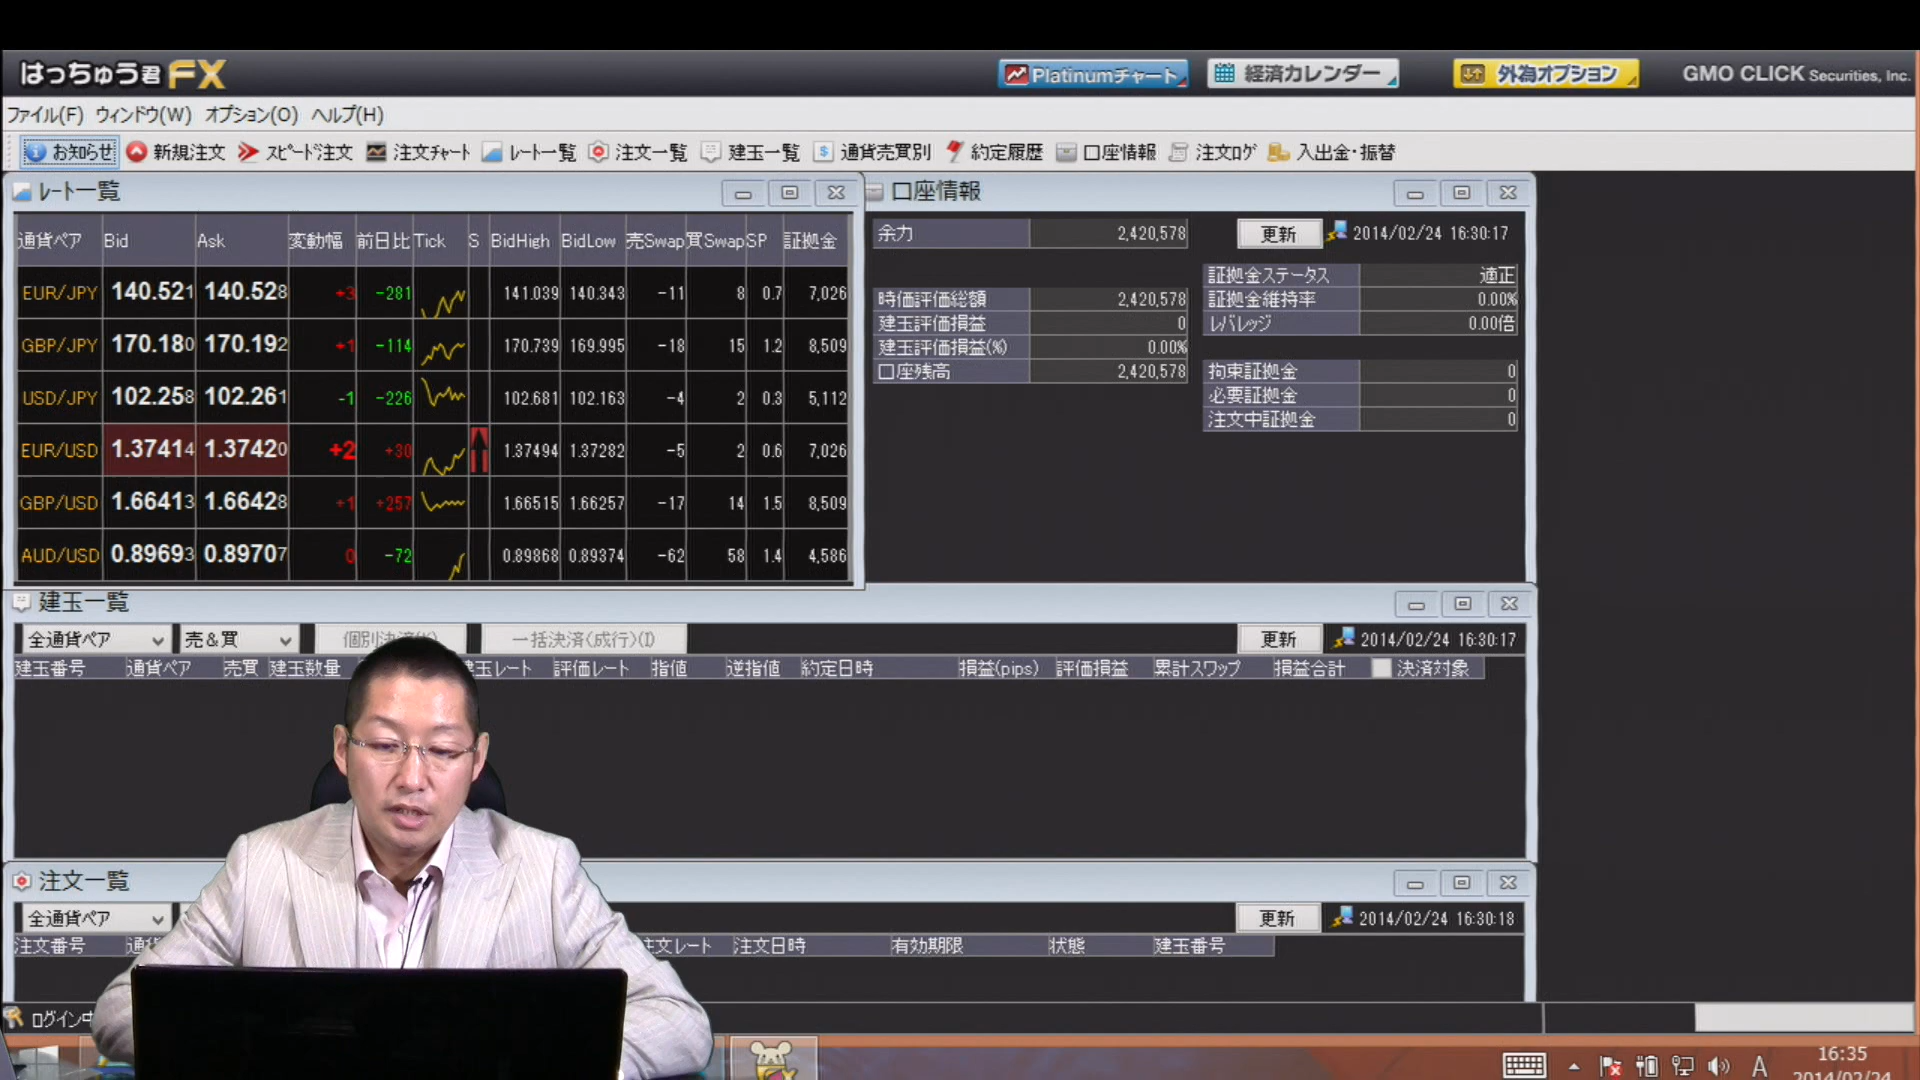 はっちゅう君 FX
Platinumチャート
経済カレンダー
外為オプション
GMO CLICK Securities, Inc.
ファイル(F) ウィンドウ(W) オプション(O) ヘルプ(H)
お知らせ 新規注文 スピード注文 注文チャート レート一覧 注文一覧 建玉一覧 通貨売買別 約定履歴 口座情報 注文ログ 入出金・振替
レート一覧
通貨ペア Bid Ask 変動幅 前日比 Tick S BidHigh BidLow 売Swap 買Swap SP 証拠金
EUR/JPY 140.521 140.528 +3 -281 141.039 140.343 -11 8 0.7 7,026
GBP/JPY 170.180 170.192 +1 -114 170.739 169.995 -18 15 1.2 8,509
USD/JPY 102.258 102.261 -1 -226 102.681 102.163 -4 2 0.3 5,112
EUR/USD 1.37414 1.37420 +2 +30 1.37494 1.37282 -5 2 0.6 7,026
GBP/USD 1.66413 1.66428 +1 +257 1.66515 1.66257 -17 14 1.5 8,509
AUD/USD 0.89693 0.89707 0 -72 0.89868 0.89374 -62 58 1.4 4,586
口座情報
余力 2,420,578
更新 2014/02/24 16:30:17
時価評価総額 2,420,578
建玉評価損益 0
建玉評価損益(%) 0.00%
口座残高 2,420,578
証拠金ステータス 適正
証拠金維持率 0.00%
レバレッジ 0.00倍
拘束証拠金 0
必要証拠金 0
注文中証拠金 0
建玉一覧
全通貨ペア 売&買 一括決済(成行)(I) 更新 2014/02/24 16:30:17
建玉番号 通貨ペア 売買 建玉数量 玉レート 評価レート 指値 逆指値 約定日時 損益(pips) 評価損益 累計スワップ 損益合計 決済対象
注文一覧
全通貨ペア 更新 2014/02/24 16:30:18
注文番号 通貨 注文レート 注文日時 有効期限 状態 建玉番号
ログイン中
A 16:35
2014/02/24